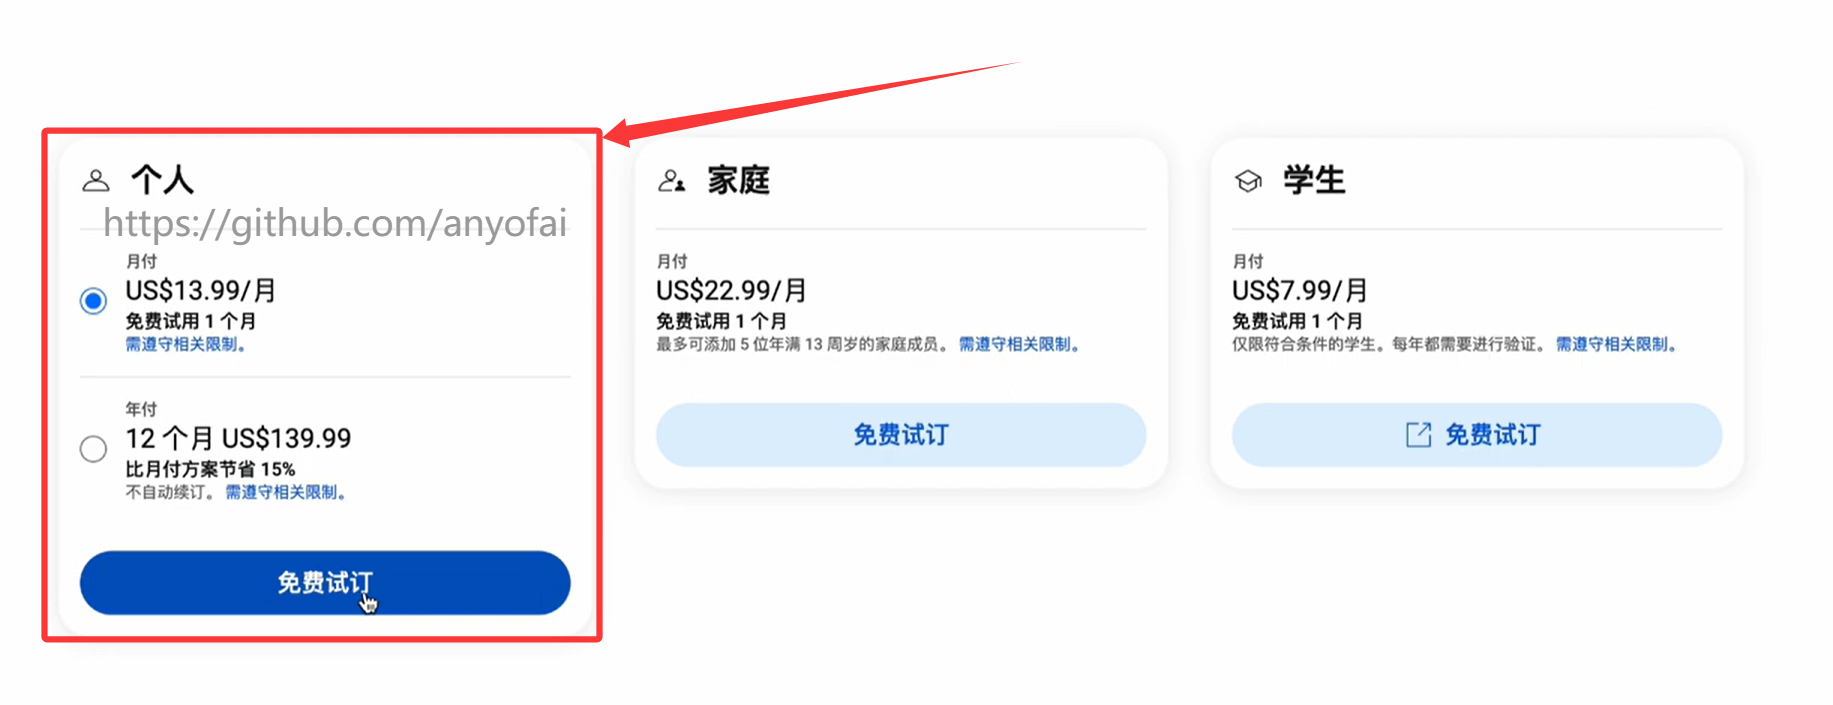 个人
https://github.com/anyofai
月付
US$13.99/月
免费试用 1 个月
需遵守相关限制。
年付
12 个月 US$139.99
比月付方案节省 15%
不自动续订。 需遵守相关限制。
免费试订
家庭
月付
US$22.99/月
免费试用 1 个月
最多可添加 5 位年满 13 周岁的家庭成员。 需遵守相关限制。
免费试订
学生
月付
US$7.99/月
免费试用 1 个月
仅限符合条件的学生。每年都需要进行验证。 需遵守相关限制。
免费试订